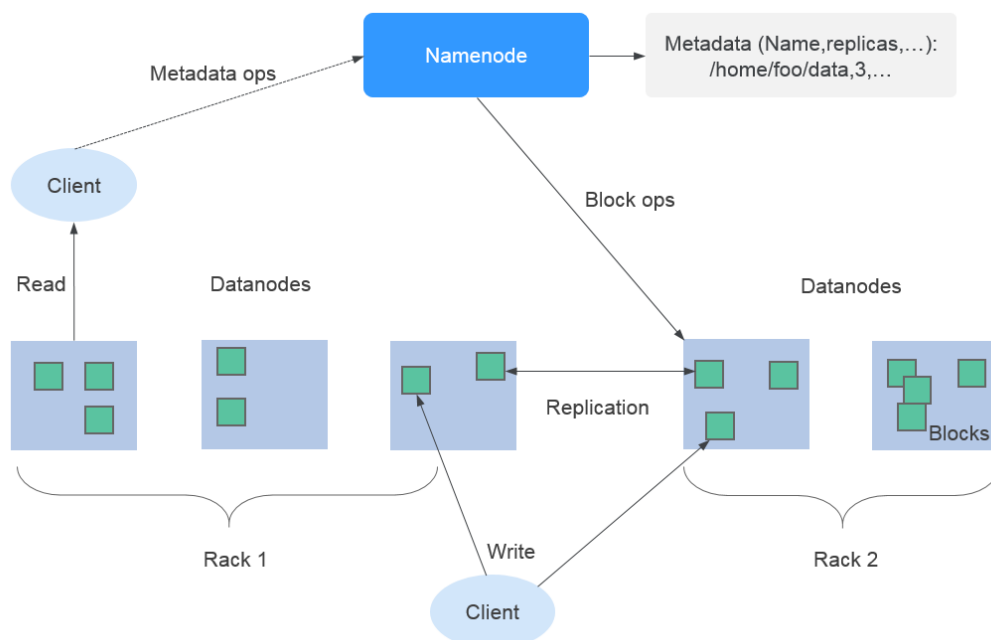 Namenode
Metadata (Name,replicas,...):
/home/foo/data,3,...
Metadata ops
Client
Block ops
Read
Datanodes
Datanodes
Replication
Blocks
Write
Rack 1
Rack 2
Client